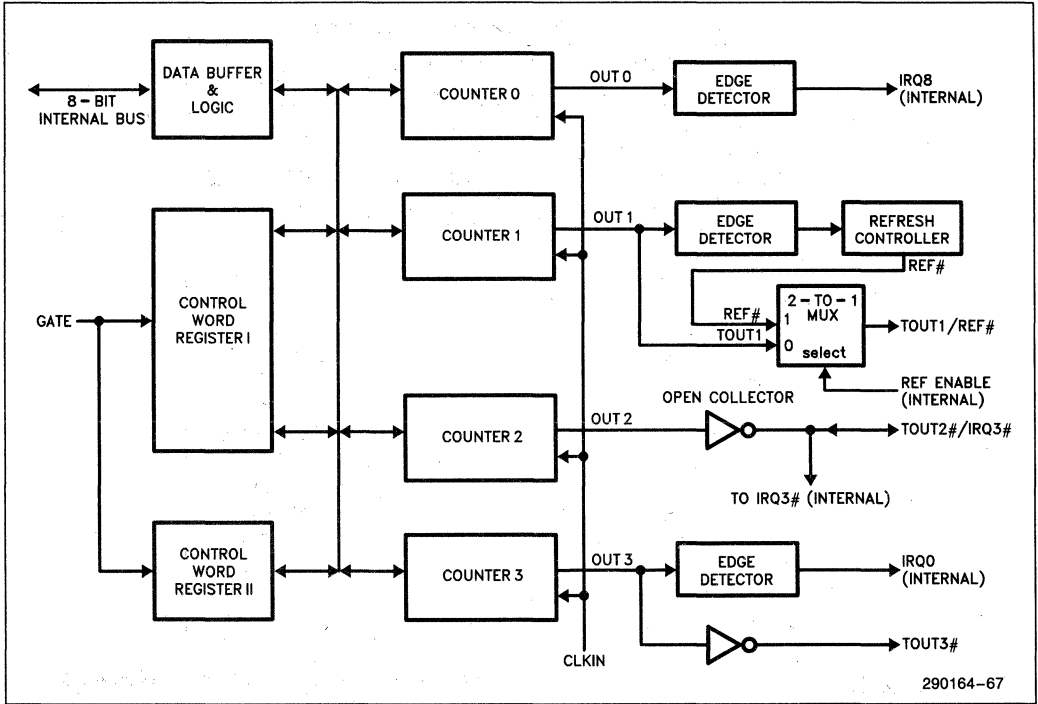 DATA BUFFER
&
LOGIC
8 – BIT
INTERNAL BUS
COUNTER 0
OUT 0
EDGE
DETECTOR
IRQ8
(INTERNAL)
CONTROL
WORD
REGISTER I
GATE
COUNTER 1
OUT 1
EDGE
DETECTOR
REFRESH
CONTROLLER
REF#
2 – TO – 1
MUX
REF#
1
TOUT1
0
select
TOUT1/REF#
REF ENABLE
(INTERNAL)
COUNTER 2
OUT 2
OPEN COLLECTOR
TOUT2#/IRQ3#
TO IRQ3# (INTERNAL)
CONTROL
WORD
REGISTER II
COUNTER 3
OUT 3
EDGE
DETECTOR
IRQ0
(INTERNAL)
TOUT3#
CLKIN
290164–67